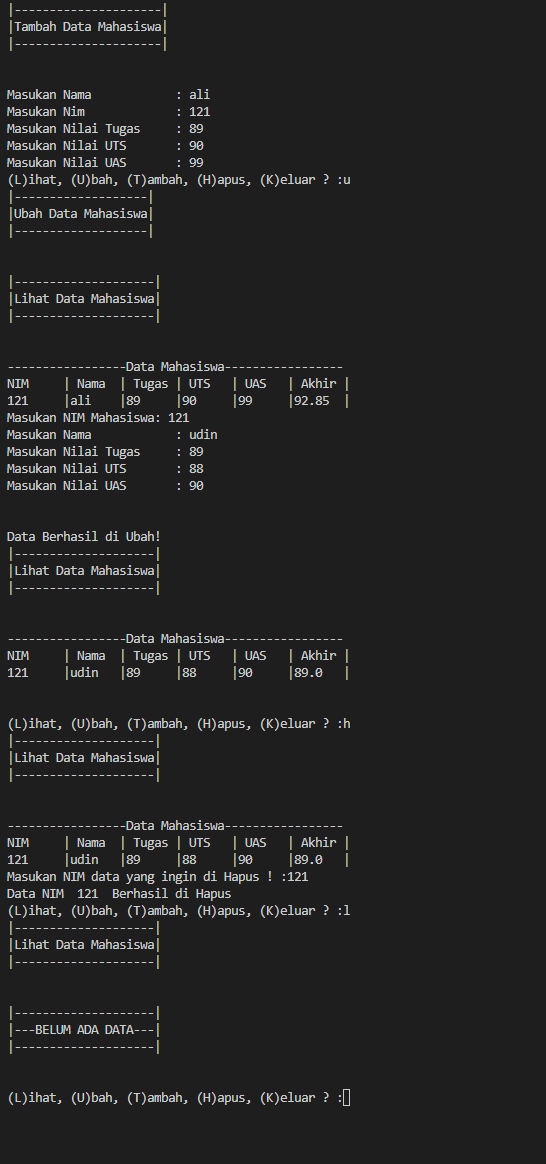 |---------------------|
|Tambah Data Mahasiswa|
|---------------------|
Masukan Nama            : ali
Masukan Nim             : 121
Masukan Nilai Tugas     : 89
Masukan Nilai UTS       : 90
Masukan Nilai UAS       : 99
(L)ihat, (U)bah, (T)ambah, (H)apus, (K)eluar ? :u
|-------------------|
|Ubah Data Mahasiswa|
|-------------------|
|--------------------|
|Lihat Data Mahasiswa|
|--------------------|
-----------------Data Mahasiswa-----------------
NIM     | Nama  | Tugas | UTS   | UAS   | Akhir |
121     |ali    |89     |90     |99     |92.85  |
Masukan NIM Mahasiswa: 121
Masukan Nama            : udin
Masukan Nilai Tugas     : 89
Masukan Nilai UTS       : 88
Masukan Nilai UAS       : 90
Data Berhasil di Ubah!
|--------------------|
|Lihat Data Mahasiswa|
|--------------------|
-----------------Data Mahasiswa-----------------
NIM     | Nama  | Tugas | UTS   | UAS   | Akhir |
121     |udin   |89     |88     |90     |89.0   |
(L)ihat, (U)bah, (T)ambah, (H)apus, (K)eluar ? :h
|--------------------|
|Lihat Data Mahasiswa|
|--------------------|
-----------------Data Mahasiswa-----------------
NIM     | Nama  | Tugas | UTS   | UAS   | Akhir |
121     |udin   |89     |88     |90     |89.0   |
Masukan NIM data yang ingin di Hapus ! :121
Data NIM  121  Berhasil di Hapus
(L)ihat, (U)bah, (T)ambah, (H)apus, (K)eluar ? :l
|--------------------|
|Lihat Data Mahasiswa|
|--------------------|
|--------------------|
|---BELUM ADA DATA---|
|--------------------|
(L)ihat, (U)bah, (T)ambah, (H)apus, (K)eluar ? :